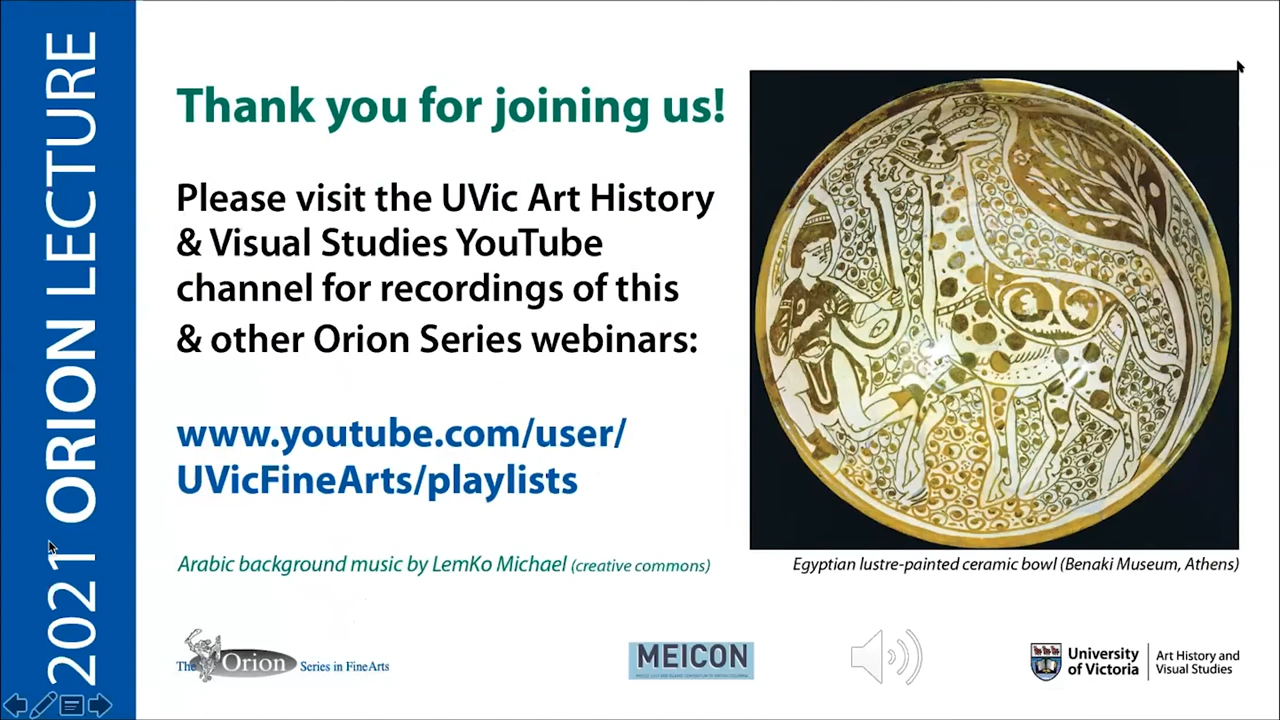 2021 ORION LECTURE
Thank you for joining us!
Please visit the UVic Art History
& Visual Studies YouTube
channel for recordings of this
& other Orion Series webinars:
www.youtube.com/user/
UVicFineArts/playlists
Arabic background music by LemKo Michael (creative commons)
Egyptian lustre-painted ceramic bowl (Benaki Museum, Athens)
The Orion Series in Fine Arts
MEICON
University
of Victoria
Art History and
Visual Studies